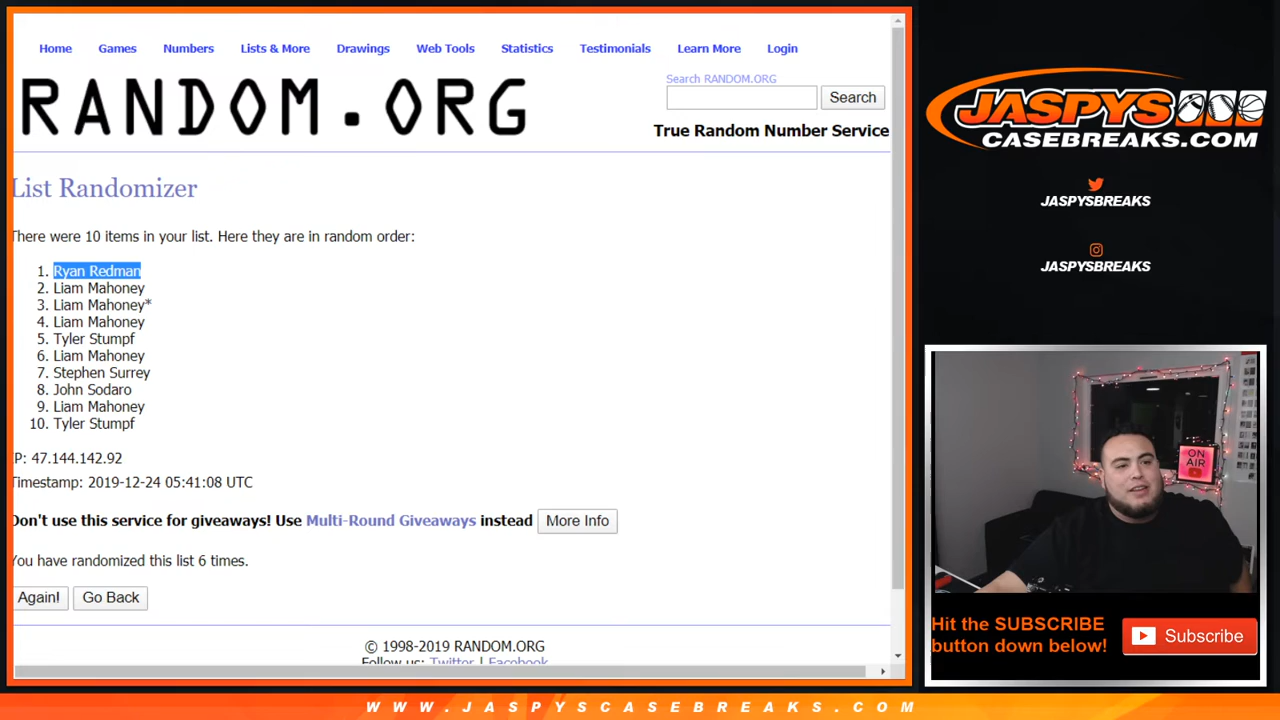 Home Games Numbers Lists & More Drawings Web Tools Statistics Testimonials Learn More Login
RANDOM.ORG
Search RANDOM.ORG
Search
True Random Number Service
List Randomizer
There were 10 items in your list. Here they are in random order:
1. Ryan Redman
2. Liam Mahoney
3. Liam Mahoney*
4. Liam Mahoney
5. Tyler Stumpf
6. Liam Mahoney
7. Stephen Surrey
8. John Sodaro
9. Liam Mahoney
10. Tyler Stumpf
IP: 47.144.142.92
Timestamp: 2019-12-24 05:41:08 UTC
Don't use this service for giveaways! Use Multi-Round Giveaways instead More Info
You have randomized this list 6 times.
Again! Go Back
© 1998-2019 RANDOM.ORG
Follow us: Twitter | Facebook
JASPYS
CASEBREAKS.COM
JASPYSBREAKS
JASPYSBREAKS
ON
AIR
Hit the SUBSCRIBE
button down below!
Subscribe
WWW.JASPYSCASEBREAKS.COM